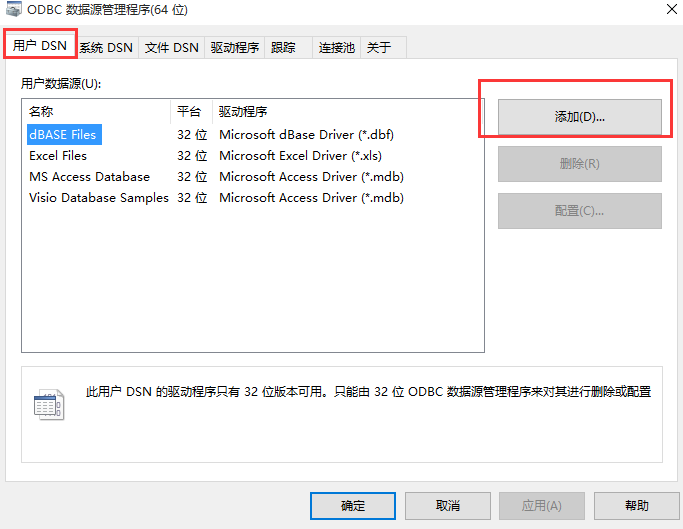 ODBC 数据源管理程序(64 位)
用户 DSN 系统 DSN 文件 DSN 驱动程序 跟踪 连接池 关于
用户数据源(U):
名称 平台 驱动程序
dBASE Files 32 位 Microsoft dBase Driver (*.dbf)
Excel Files 32 位 Microsoft Excel Driver (*.xls)
MS Access Database 32 位 Microsoft Access Driver (*.mdb)
Visio Database Samples 32 位 Microsoft Access Driver (*.mdb)
添加(D)...
删除(R)
配置(C)...
此用户 DSN 的驱动程序只有 32 位版本可用。只能由 32 位 ODBC 数据源管理程序来对其进行删除或配置
确定 取消 应用(A) 帮助